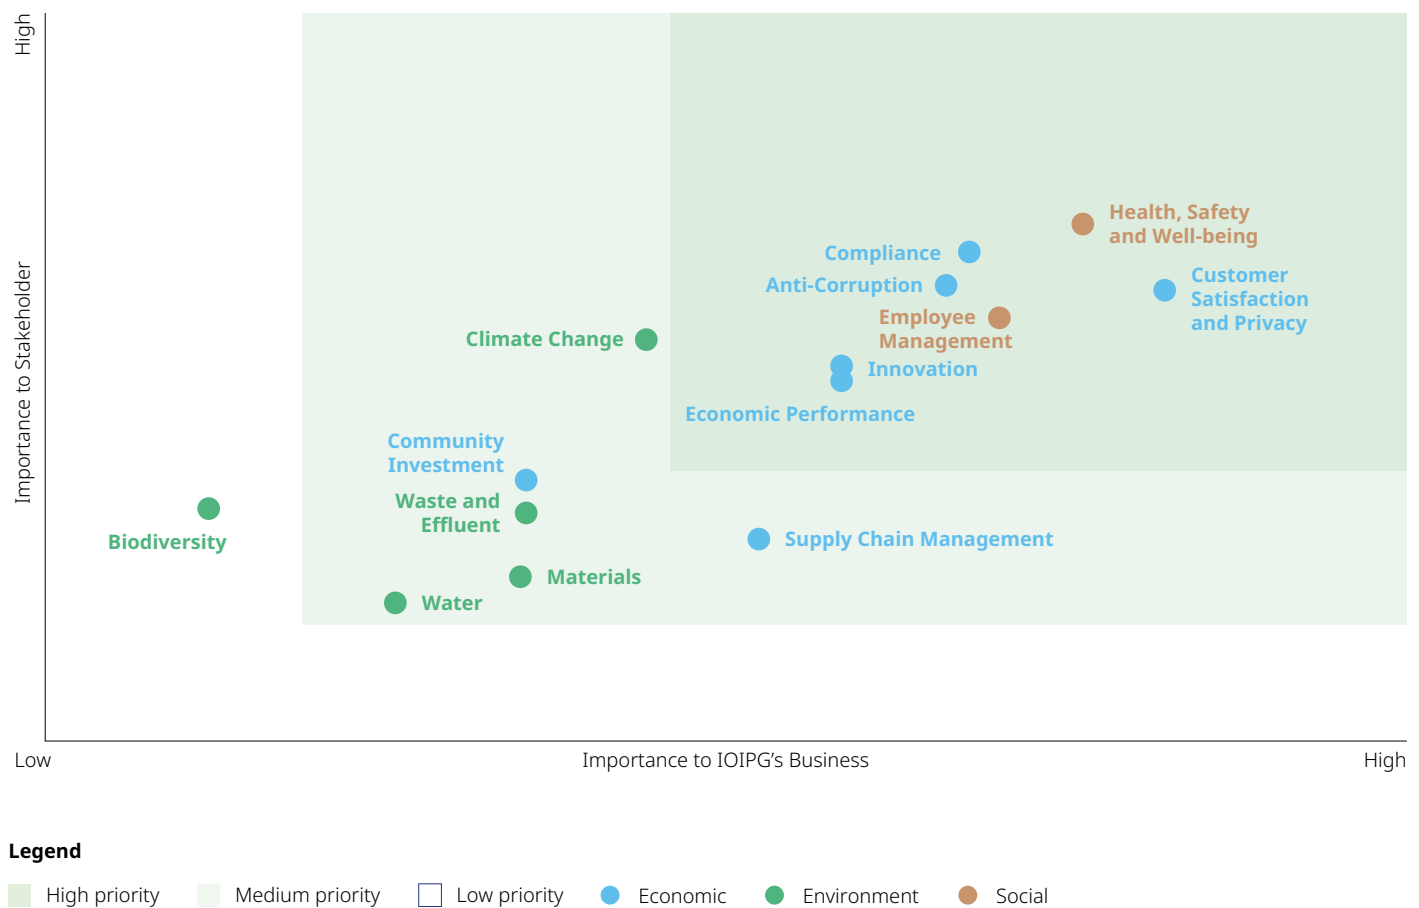 High
Importance to Stakeholder
Health, Safety
and Well-being
Compliance
Anti-Corruption
Customer
Satisfaction
and Privacy
Employee
Management
Climate Change
Innovation
Economic Performance
Community
Investment
Waste and
Effluent
Biodiversity
Supply Chain Management
Materials
Water
Low
Importance to IOIPG’s Business
High
Legend
High priority
Medium priority
Low priority
Economic
Environment
Social